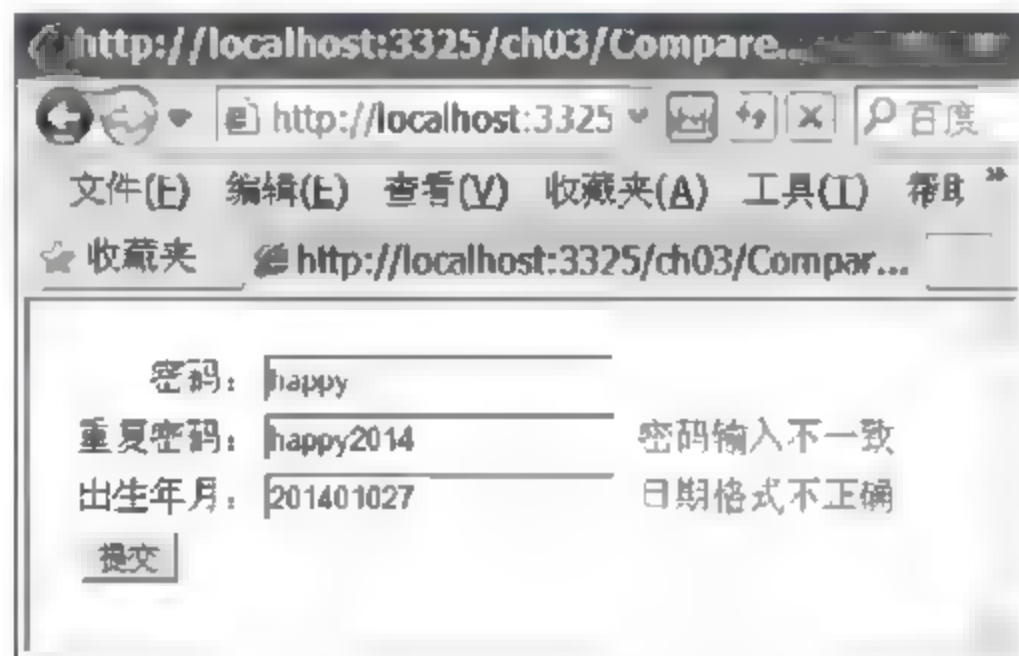 http://localhost:3325/ch03/Compare...
http://localhost:3325 百度
文件(F) 编辑(E) 查看(V) 收藏夹(A) 工具(T) 帮助 »
收藏夹 http://localhost:3325/ch03/Compar...
密码： happy
重复密码： happy2014 密码输入不一致
出生年月： 201401027 日期格式不正确
提交